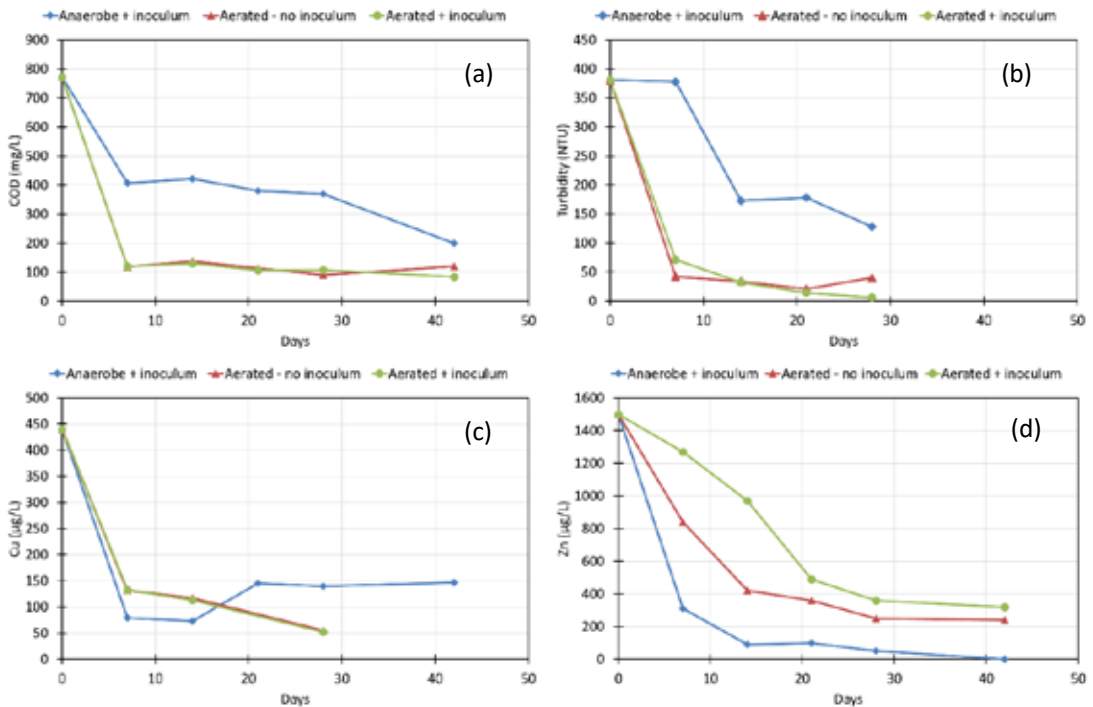 Anaerobe + inoculum Aerated - no inoculum Aerated + inoculum
900
800
700
600
500
400
300
200
100
0
COD (mg/L)
(a)
0 10 20 30 40 50
Days
Anaerobe + inoculum Aerated - no inoculum Aerated + inoculum
450
400
350
300
250
200
150
100
50
0
Turbidity (NTU)
(b)
0 10 20 30 40 50
Days
Anaerobe + inoculum Aerated - no inoculum Aerated + inoculum
500
450
400
350
300
250
200
150
100
50
0
Cu (µg/L)
(c)
0 10 20 30 40 50
Days
Anaerobe + inoculum Aerated - no inoculum Aerated + inoculum
1600
1400
1200
1000
800
600
400
200
0
Zn (µg/L)
(d)
0 10 20 30 40 50
Days